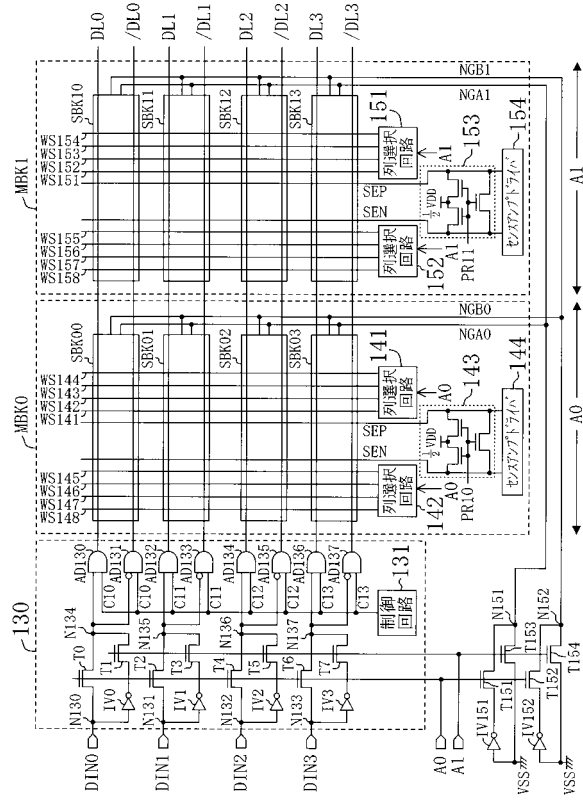 DL0
/DL0
DL1
/DL1
DL2
/DL2
DL3
/DL3
MBK1
SBK10
SBK11
SBK12
SBK13
NGB1
NGA1
WS154
WS153
WS152
WS151
SEP
SEN
WS155
WS156
WS157
WS158
列選択回路
151
A1
153
1/2 VDD
列選択回路
152
A1
PR11
センスアンプドライバ
154
A1
MBK0
SBK00
SBK01
SBK02
SBK03
NGB0
NGA0
WS144
WS143
WS142
WS141
SEP
SEN
WS145
WS146
WS147
WS148
列選択回路
141
A0
143
1/2 VDD
列選択回路
142
A0
PR10
センスアンプドライバ
144
A0
130
AD130
AD131
AD132
AD133
AD134
AD135
AD136
AD137
C10
C10
C11
C11
C12
C12
C13
C13
制御回路
131
N134
N135
N136
N137
T0
T1
T2
T3
T4
T5
T6
T7
N130
N131
N132
N133
IV0
IV1
IV2
IV3
DIN0
DIN1
DIN2
DIN3
A0
A1
N151
N152
T153
T151
T152
T154
IV151
IV152
VSS
VSS